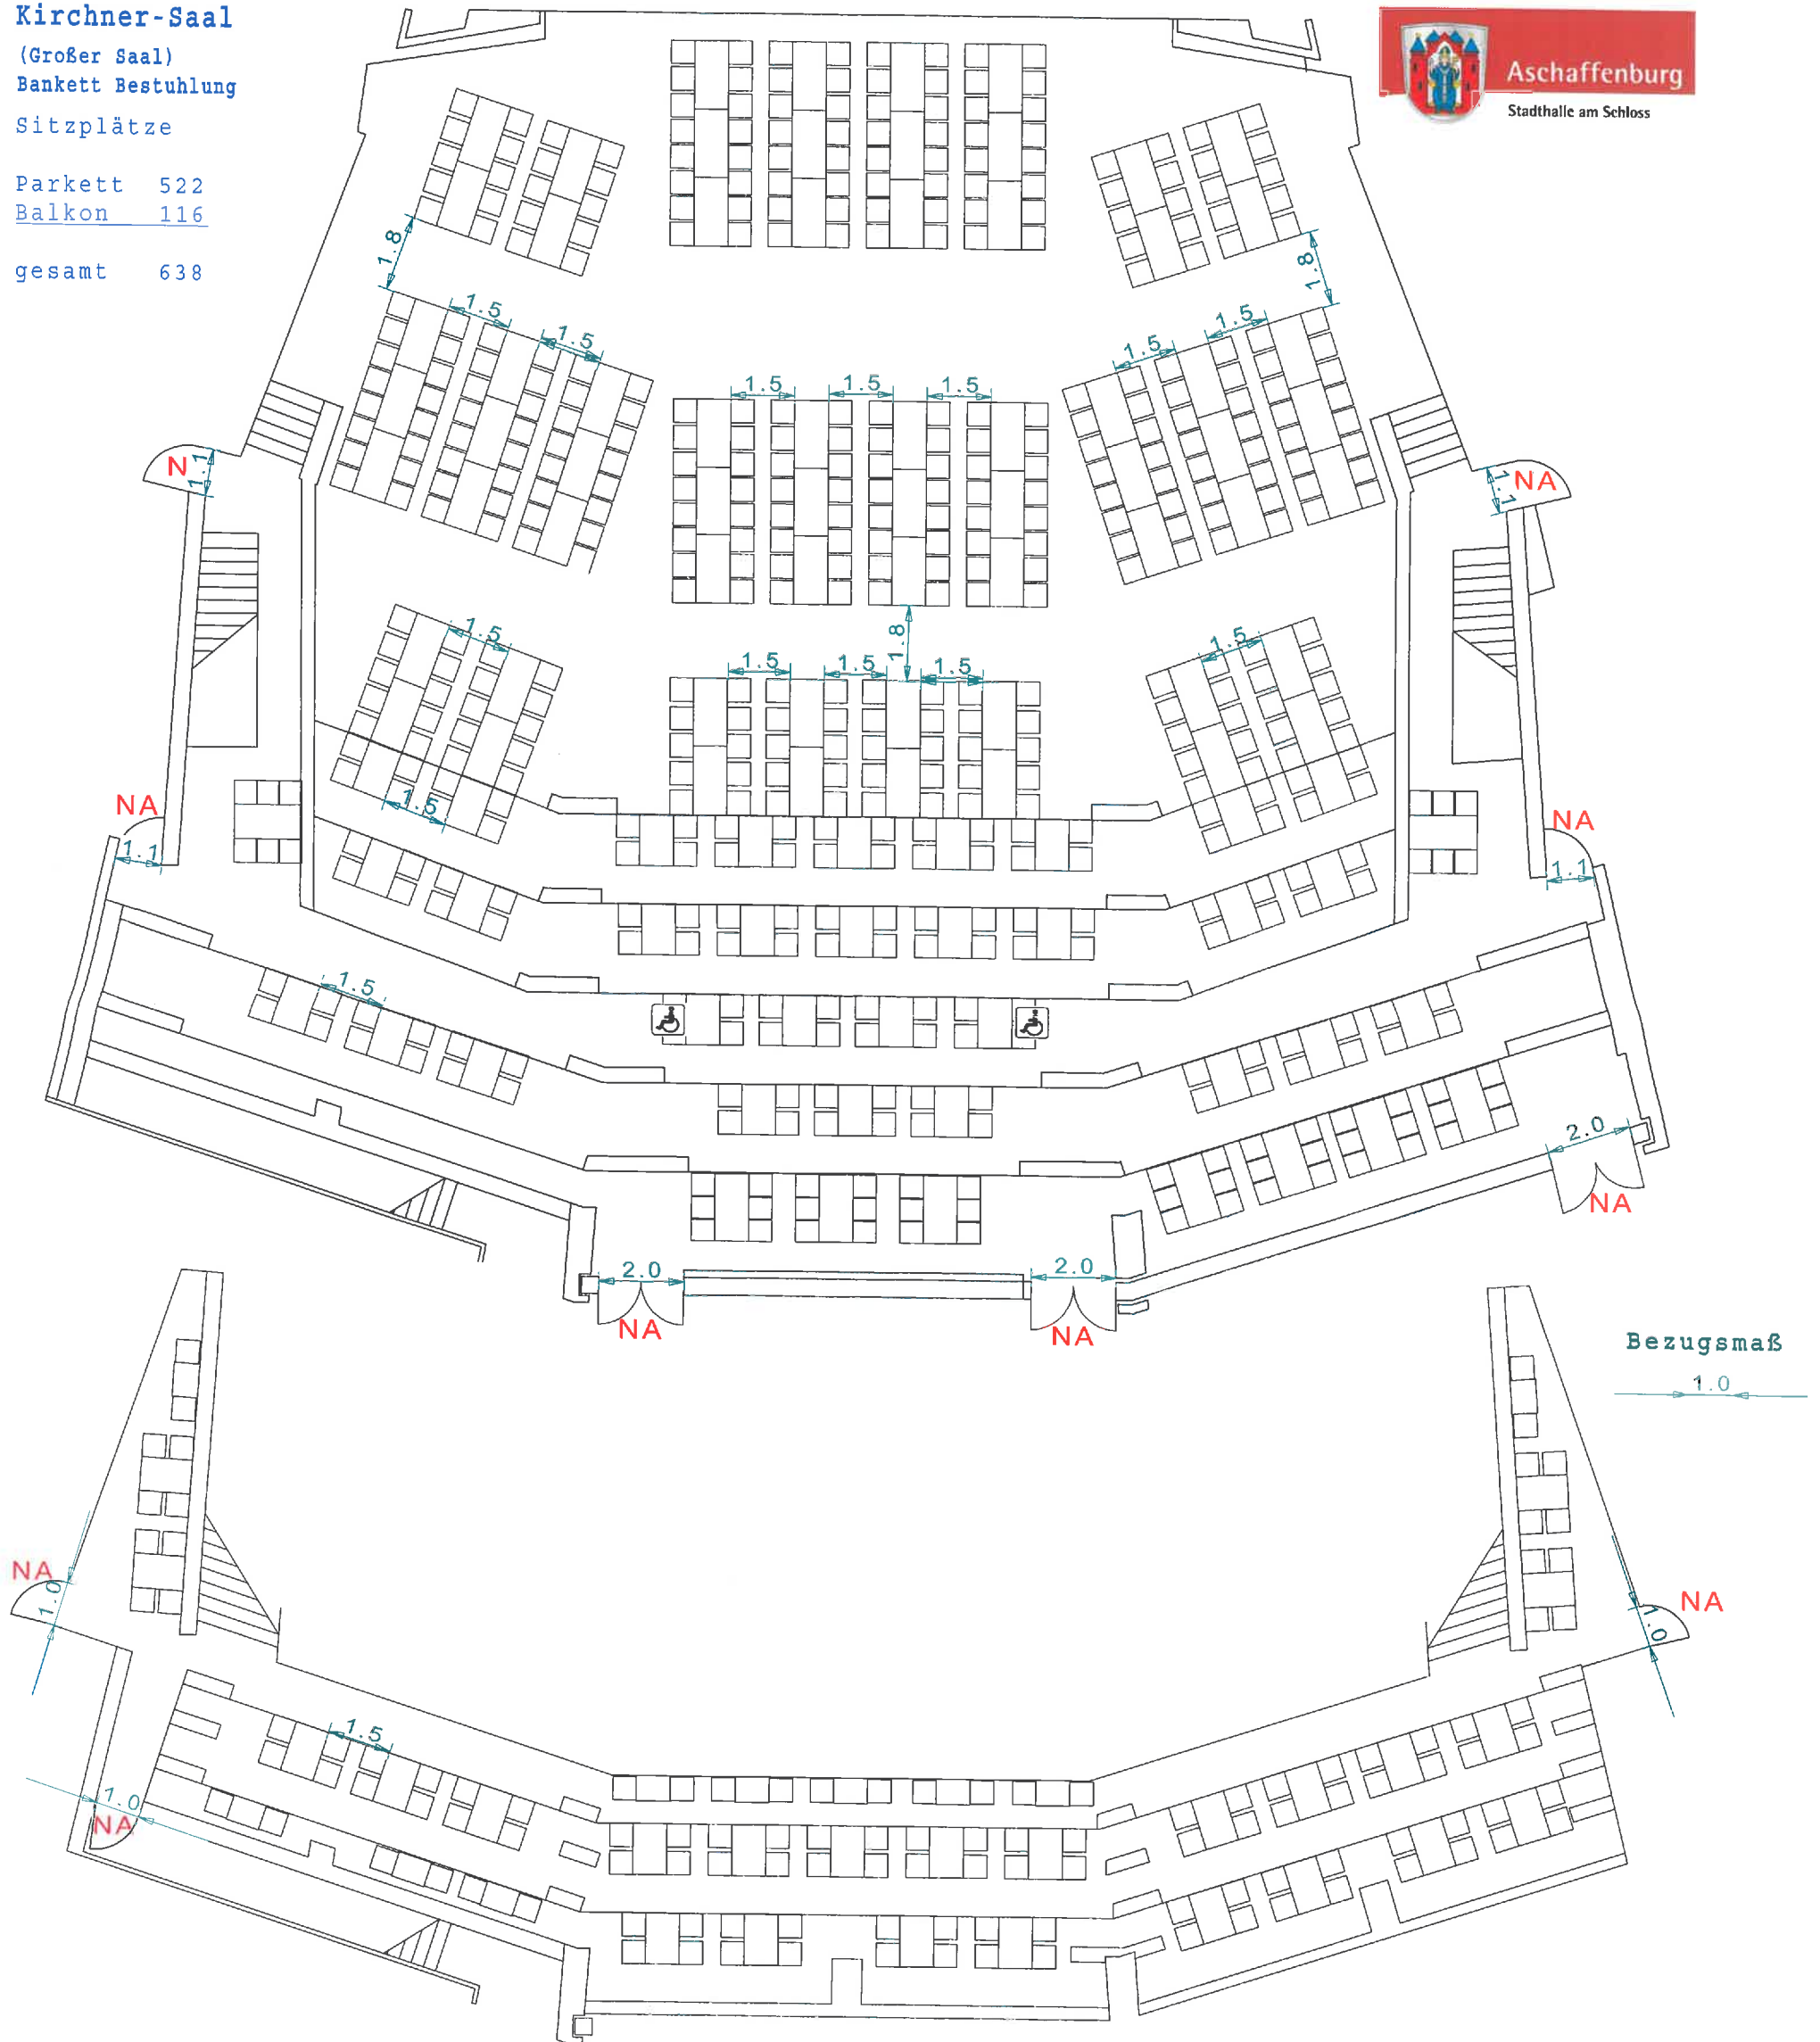 Kirchner-Saal
(Großer Saal)
Bankett Bestuhlung
Sitzplätze
Parkett 522
Balkon 116
gesamt 638
Aschaffenburg
Stadthalle am Schloss
1.8
1.8
1.5
1.5
1.5
1.5
1.5
1.5
1.5
N
1.1
NA
1.1
1.5
1.8
1.5
1.5
1.5
1.5
1.5
NA
1.1
NA
1.1
1.5
2.0
NA
2.0
NA
2.0
NA
Bezugsmaß
1.0
NA
1.0
NA
1.0
1.5
1.0
NA